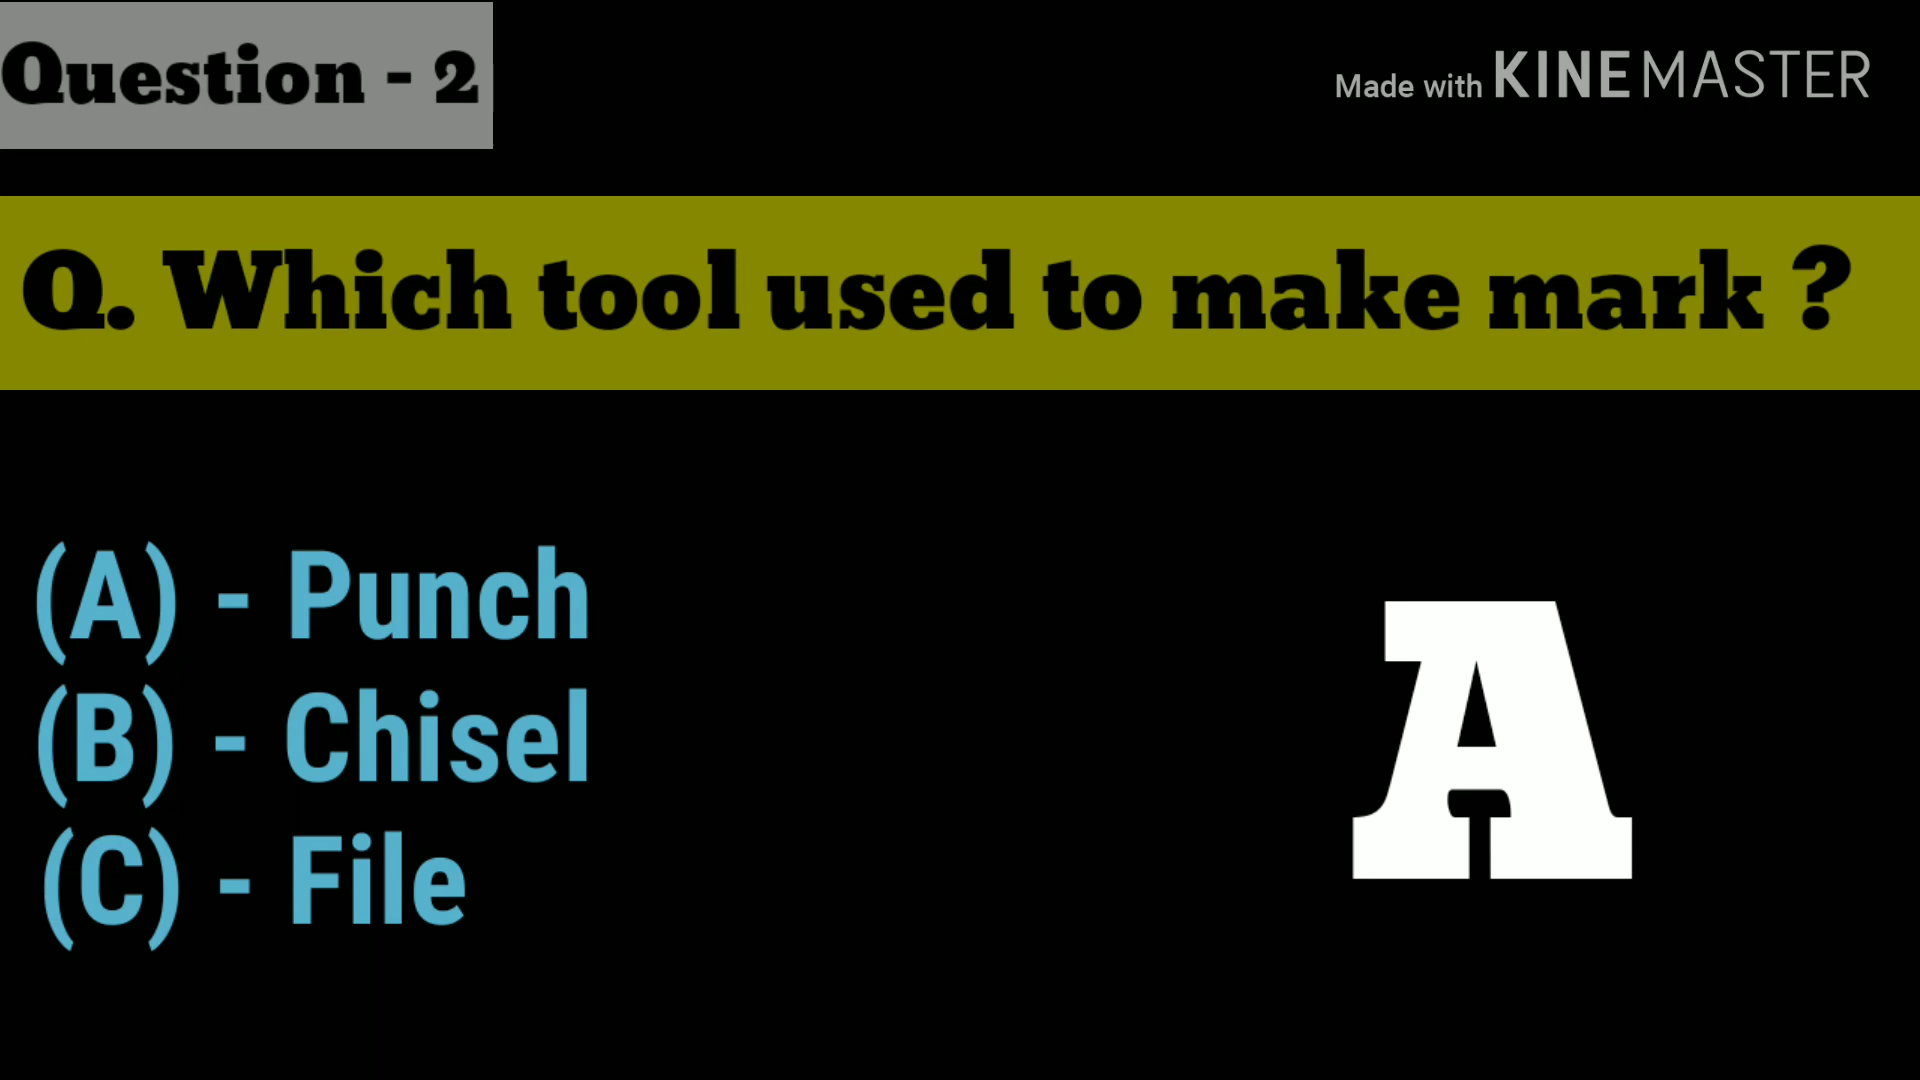 Question - 2
Made with KINEMASTER
Q. Which tool used to make mark ?
(A) - Punch
(B) - Chisel
(C) - File
A